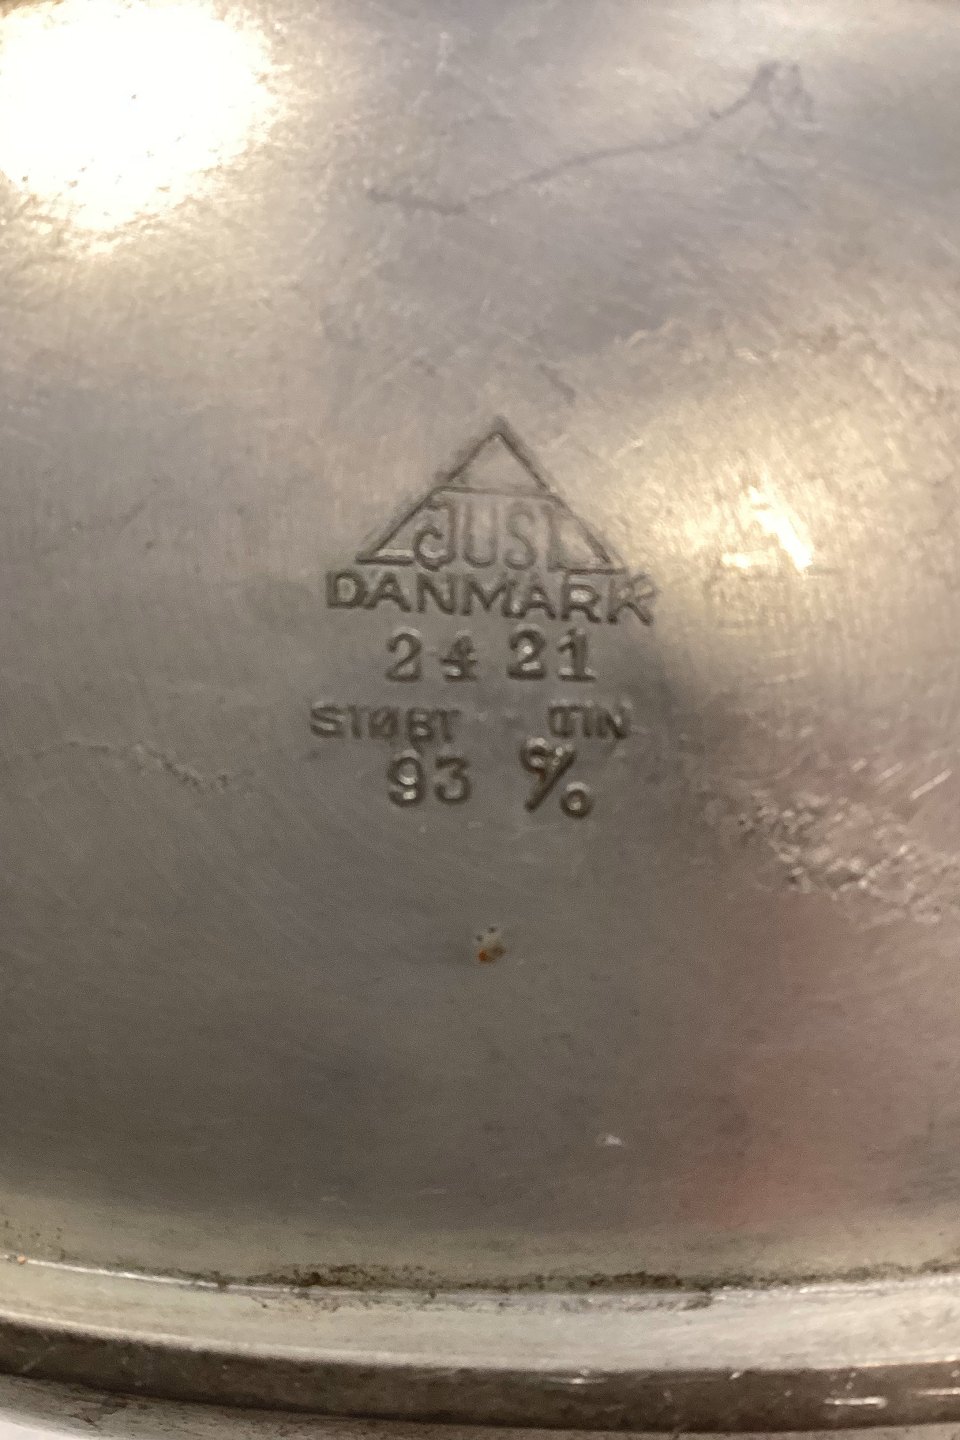 JUST
DANMARK
2421
STØBT TIN
93 %